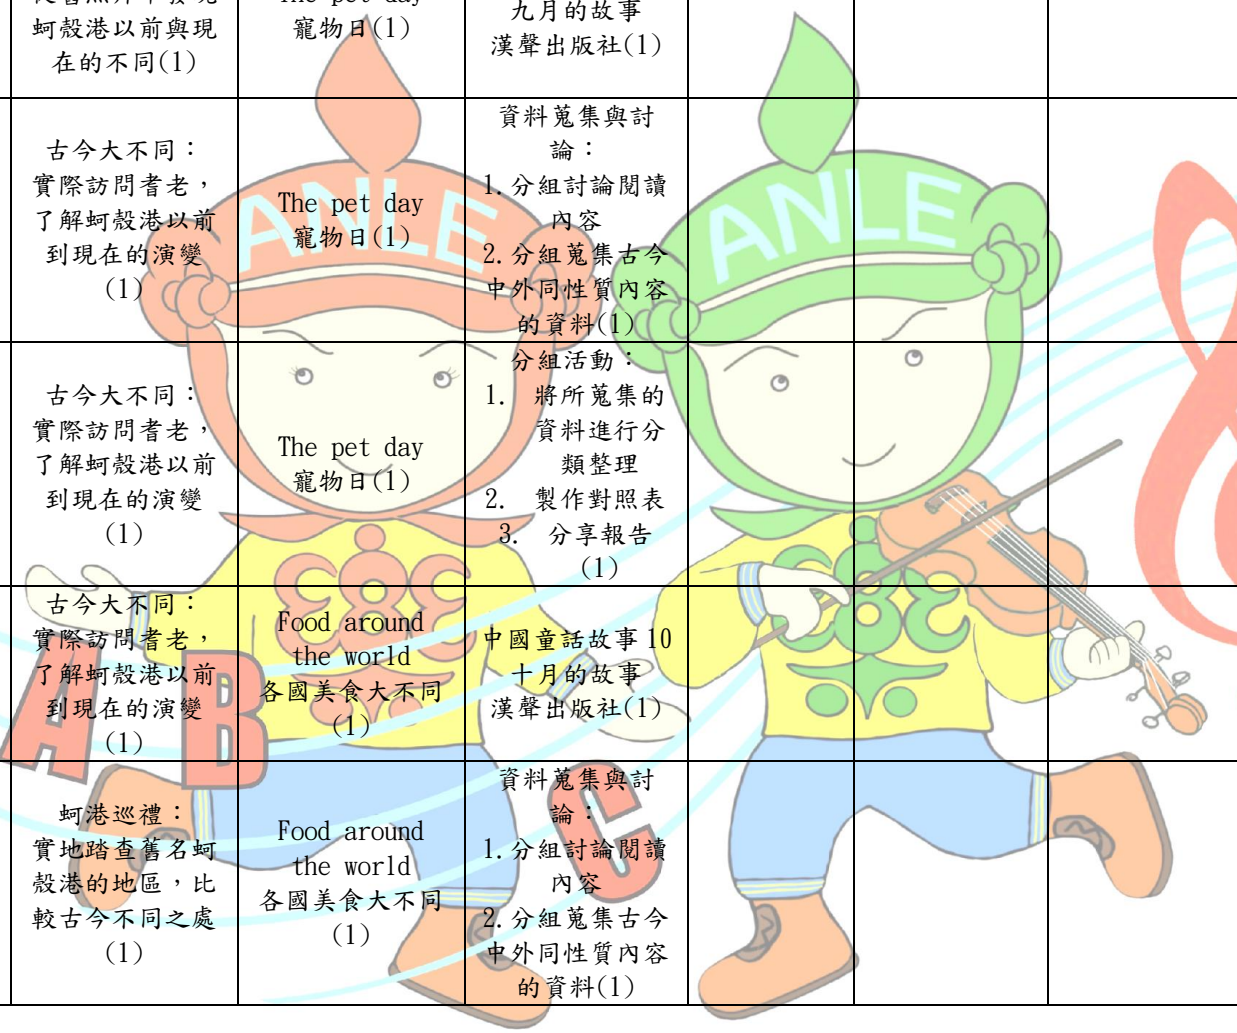 蚵殼港以前與現
在的不同(1)
寵物日(1)
九月的故事
漢聲出版社(1)
古今大不同：
實際訪問耆老，
了解蚵殼港以前
到現在的演變
(1)
The pet day
寵物日(1)
資料蒐集與討
論：
1.分組討論閱讀
內容
2.分組蒐集古今
中外同性質內容
的資料(1)
ANLE
ANLE
古今大不同：
實際訪問耆老，
了解蚵殼港以前
到現在的演變
(1)
The pet day
寵物日(1)
分組活動：
1. 將所蒐集的
資料進行分
類整理
2. 製作對照表
3. 分享報告
(1)
古今大不同：
實際訪問耆老，
了解蚵殼港以前
到現在的演變
(1)
Food around
the world
各國美食大不同
(1)
中國童話故事 10
十月的故事
漢聲出版社(1)
A B C
蚵港巡禮：
實地踏查舊名蚵
殼港的地區，比
較古今不同之處
(1)
Food around
the world
各國美食大不同
(1)
資料蒐集與討
論：
1.分組討論閱讀
內容
2.分組蒐集古今
中外同性質內容
的資料(1)